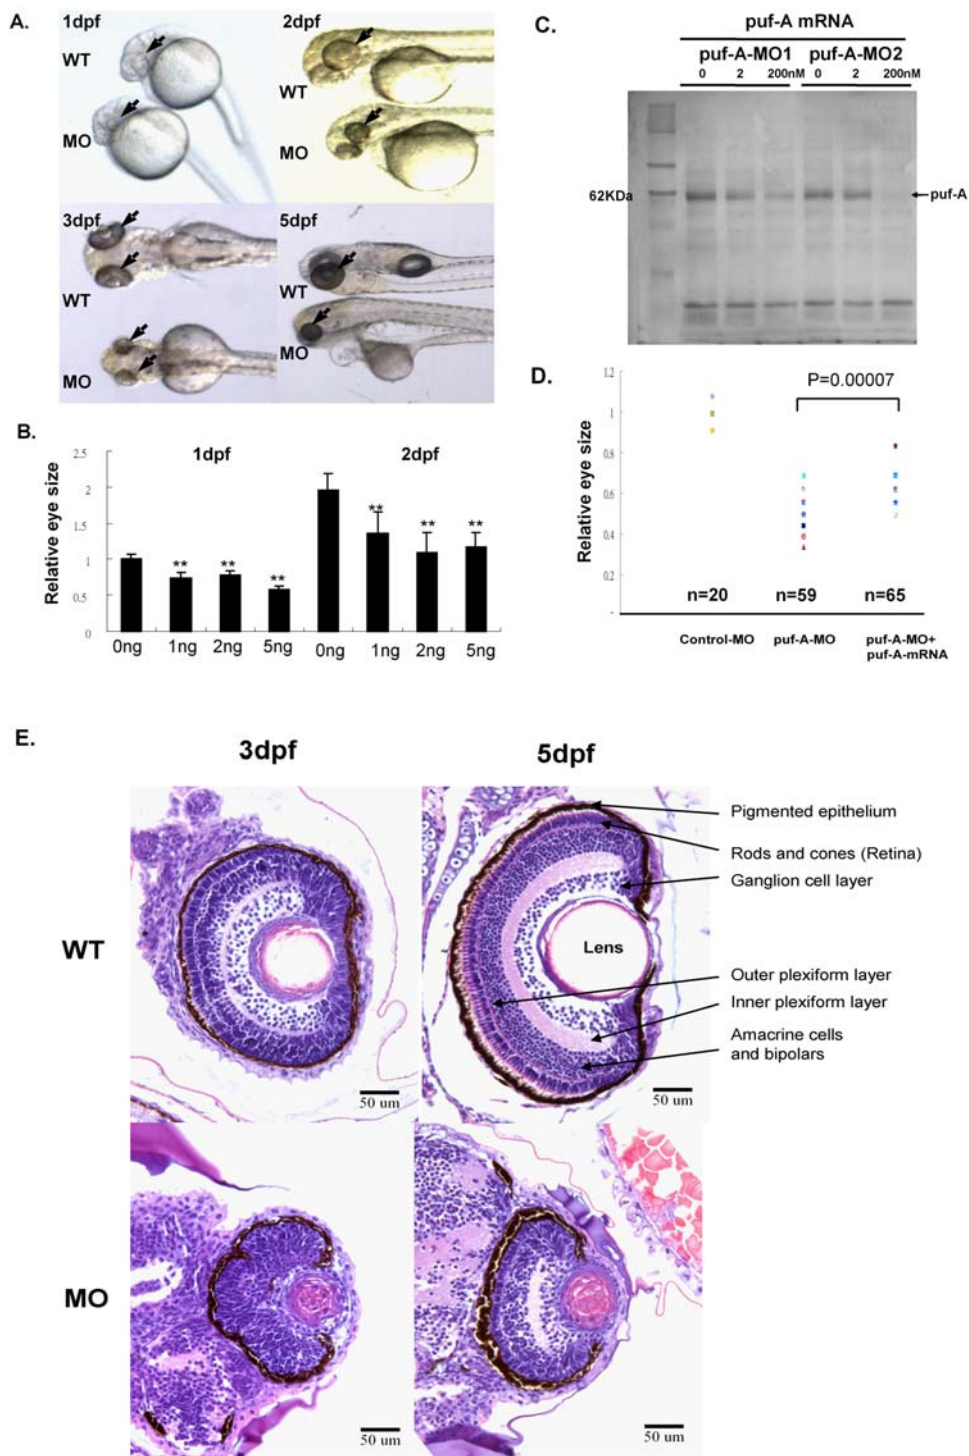 A.
1dpf
WT
MO
2dpf
WT
MO
3dpf
WT
MO
5dpf
WT
MO
B.
1dpf 2dpf
Relative eye size
2.5
2
1.5
1
0.5
0
** ** ** ** ** **
0ng 1ng 2ng 5ng 0ng 1ng 2ng 5ng
C.
puf-A mRNA
puf-A-MO1 puf-A-MO2
0 2 200nM 0 2 200nM
62KDa
puf-A
D.
P=0.00007
Relative eye size
1.2
1
0.8
0.6
0.4
0.2
n=20 n=59 n=65
Control-MO puf-A-MO puf-A-MO+
puf-A-mRNA
E.
3dpf 5dpf
WT
Lens
Pigmented epithelium
Rods and cones (Retina)
Ganglion cell layer
Outer plexiform layer
Inner plexiform layer
Amacrine cells
and bipolars
50 um 50 um
MO
50 um 50 um